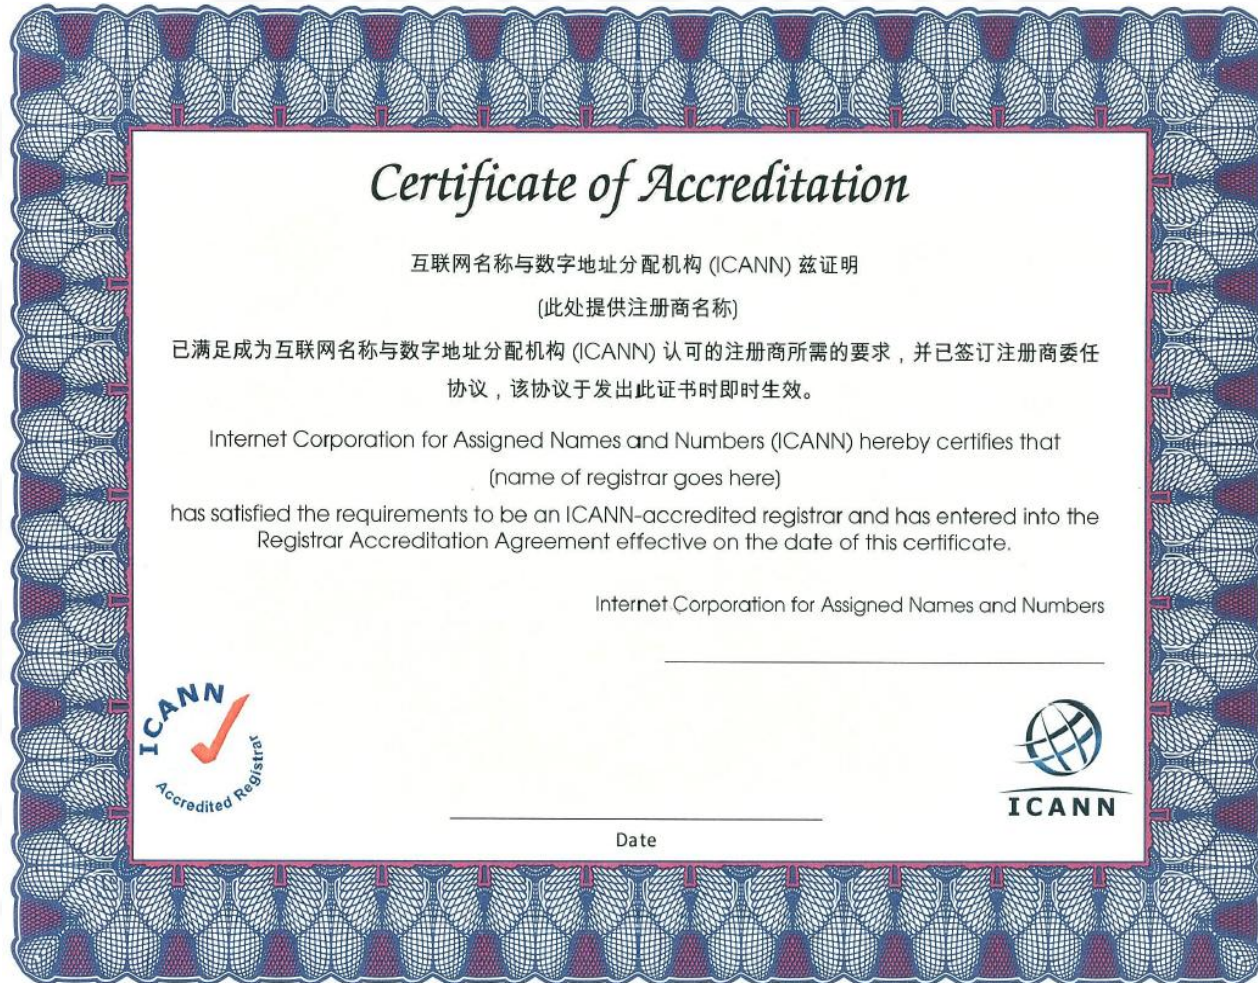 Certificate of Accreditation
互联网名称与数字地址分配机构 (ICANN) 兹证明
(此处提供注册商名称)
已满足成为互联网名称与数字地址分配机构 (ICANN) 认可的注册商所需的要求，并已签订注册商委任
协议，该协议于发出此证书时即时生效。
Internet Corporation for Assigned Names and Numbers (ICANN) hereby certifies that
(name of registrar goes here)
has satisfied the requirements to be an ICANN-accredited registrar and has entered into the
Registrar Accreditation Agreement effective on the date of this certificate.
Internet Corporation for Assigned Names and Numbers
ICANN
Accredited Registrar
ICANN
Date